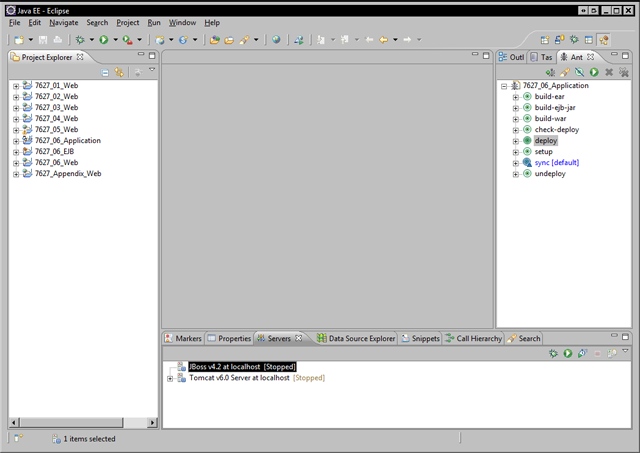 Java EE - Eclipse
File Edit Navigate Search Project Run Window Help
Project Explorer
7627_01_Web
7627_02_Web
7627_03_Web
7627_04_Web
7627_05_Web
7627_06_Application
7627_06_EJB
7627_06_Web
7627_Appendix_Web
Outl Tas Ant
7627_06_Application
build-ear
build-ejb-jar
build-war
check-deploy
deploy
setup
sync [default]
undeploy
Markers Properties Servers Data Source Explorer Snippets Call Hierarchy Search
JBoss v4.2 at localhost [Stopped]
Tomcat v6.0 Server at localhost [Stopped]
1 items selected